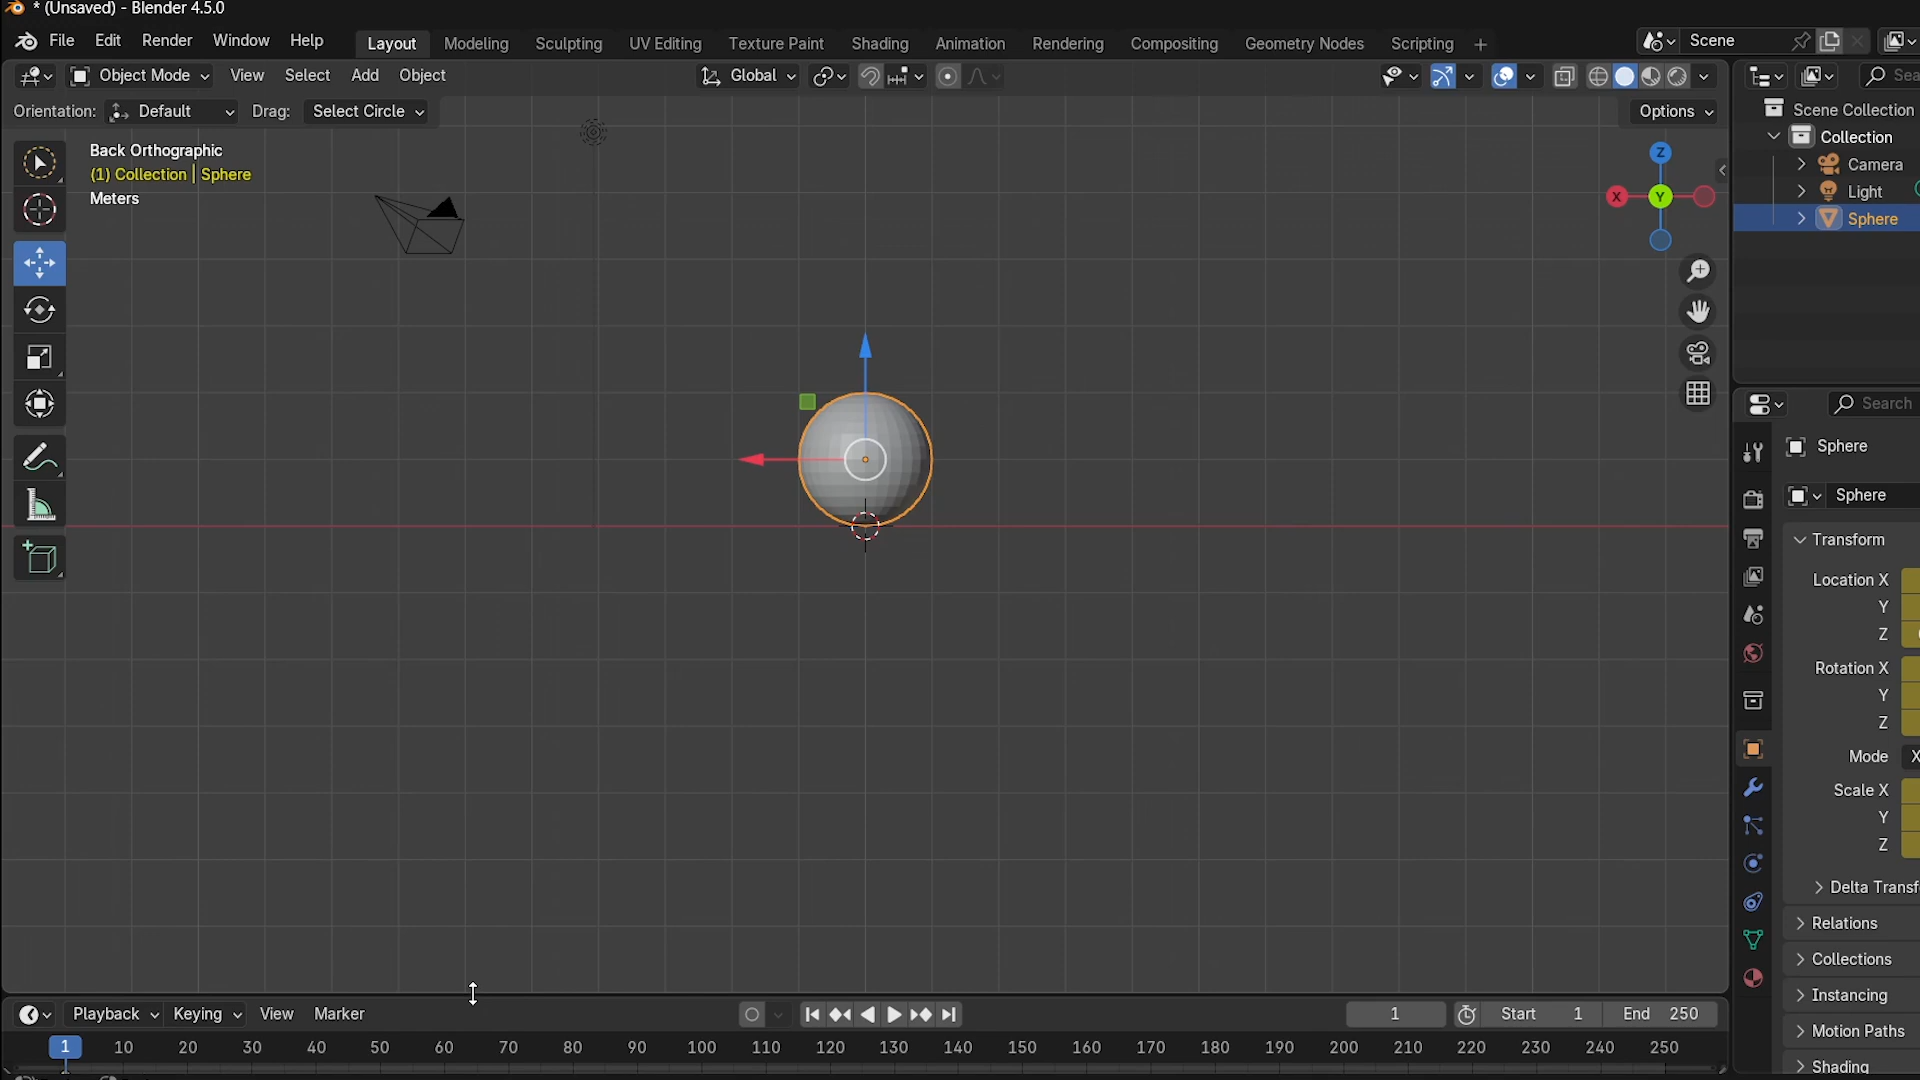 * (Unsaved) - Blender 4.5.0
File Edit Render Window Help Layout Modeling Sculpting UV Editing Texture Paint Shading Animation Rendering Compositing Geometry Nodes Scripting + Scene
Object Mode View Select Add Object Global Sea
Orientation: Default Drag: Select Circle Options
Scene Collection
Collection
Camera
Light
Sphere
Back Orthographic
(1) Collection | Sphere
Meters
Z
X Y
Search
Sphere
Sphere
Transform
Location X
Y
Z
Rotation X
Y
Z
Mode X
Scale X
Y
Z
Delta Transf
Relations
Collections
Instancing
Motion Paths
Shading
Playback Keying View Marker 1 Start 1 End 250
1 10 20 30 40 50 60 70 80 90 100 110 120 130 140 150 160 170 180 190 200 210 220 230 240 250